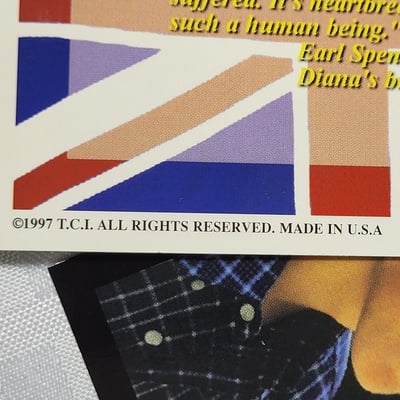 suffered. It's heartbre
such a human being."
Earl Spen
Diana's b
©1997 T.C.I. ALL RIGHTS RESERVED. MADE IN U.S.A